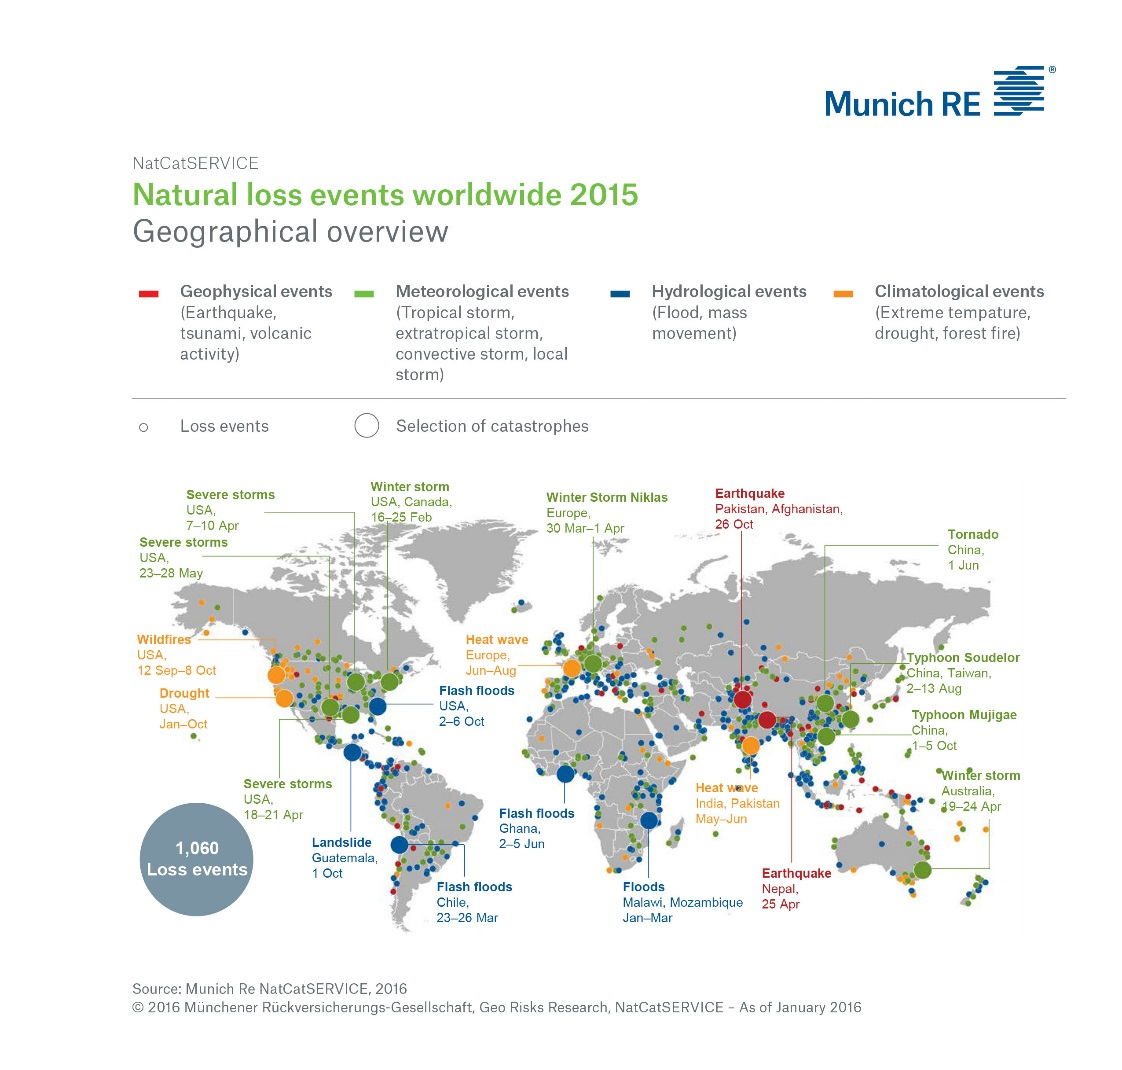 Munich RE ®
NatCatSERVICE
Natural loss events worldwide 2015
Geographical overview
Geophysical events
(Earthquake,
tsunami, volcanic
activity)
Meteorological events
(Tropical storm,
extratropical storm,
convective storm, local
storm)
Hydrological events
(Flood, mass
movement)
Climatological events
(Extreme tempature,
drought, forest fire)
Loss events
Selection of catastrophes
Severe storms
USA,
7–10 Apr
Winter storm
USA, Canada,
16–25 Feb
Winter Storm Niklas
Europe,
30 Mar–1 Apr
Earthquake
Pakistan, Afghanistan,
26 Oct
Tornado
China,
1 Jun
Severe storms
USA,
23–28 May
Wildfires
USA,
12 Sep–8 Oct
Heat wave
Europe,
Jun–Aug
Typhoon Soudelor
China, Taiwan,
2–13 Aug
Drought
USA,
Jan–Oct
Flash floods
USA,
2–6 Oct
Typhoon Mujigae
China,
1–5 Oct
Severe storms
USA,
18–21 Apr
Heat wave
India, Pakistan
May–Jun
Winter storm
Australia,
19–24 Apr
Flash floods
Ghana,
2–5 Jun
1,060
Loss events
Landslide
Guatemala,
1 Oct
Flash floods
Chile,
23–26 Mar
Floods
Malawi, Mozambique
Jan–Mar
Earthquake
Nepal,
25 Apr
Source: Munich Re NatCatSERVICE, 2016
© 2016 Münchener Rückversicherungs-Gesellschaft, Geo Risks Research, NatCatSERVICE – As of January 2016